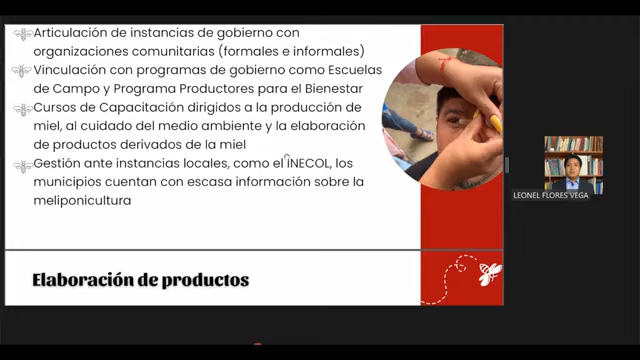 Articulación de instancias de gobierno con
organizaciones comunitarias (formales e informales)
Vinculación con programas de gobierno como Escuelas
de Campo y Programa Productores para el Bienestar
Cursos de Capacitación dirigidos a la producción de
miel, al cuidado del medio ambiente y la elaboración
de productos derivados de la miel
Gestión ante instancias locales, como el INECOL, los
municipios cuentan con escasa información sobre la
meliponicultura
Elaboración de productos
LEONEL FLORES VEGA